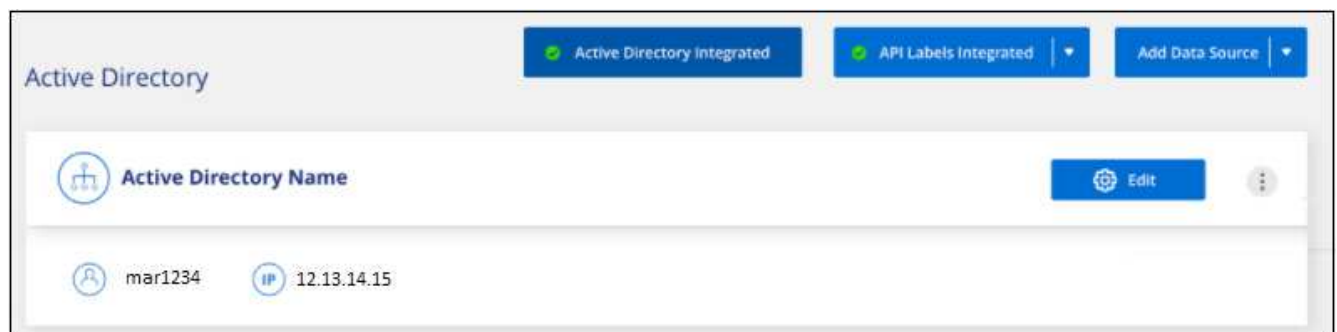 Active Directory Integrated
API Labels Integrated
Add Data Source
Active Directory
Active Directory Name
Edit
mar1234
IP
12.13.14.15